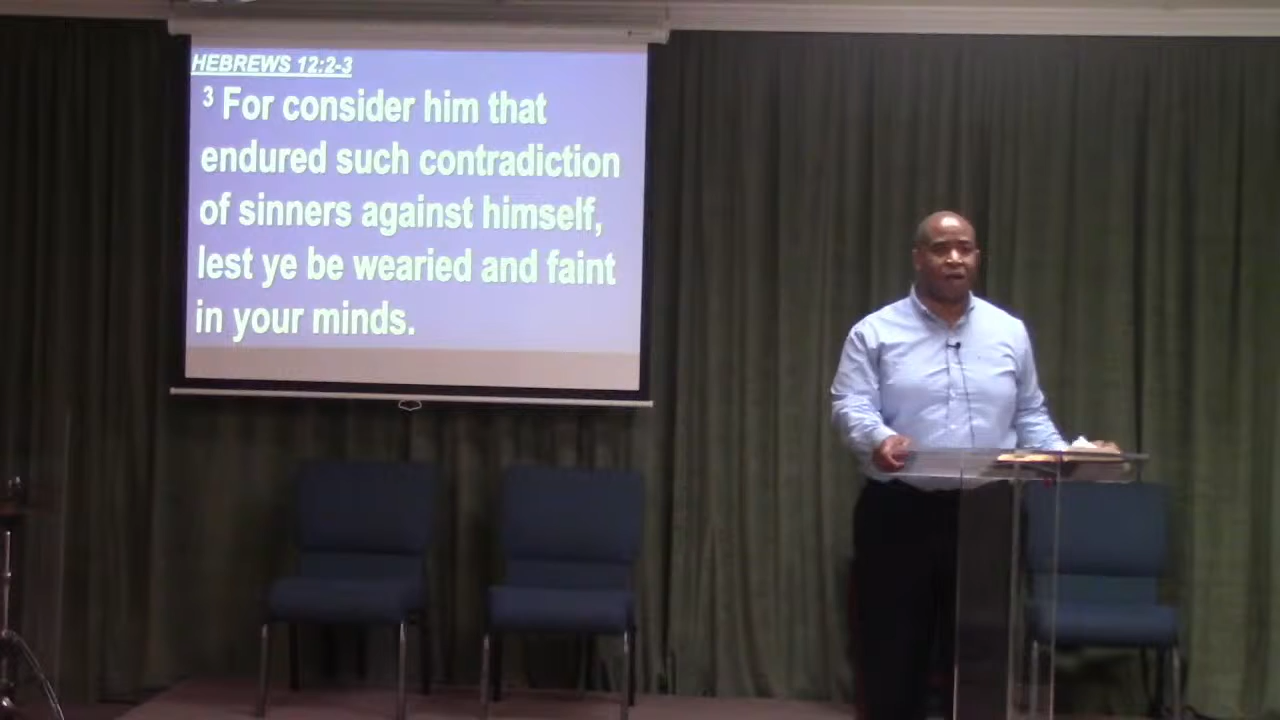 HEBREWS 12:2-3
3 For consider him that
endured such contradiction
of sinners against himself,
lest ye be wearied and faint
in your minds.